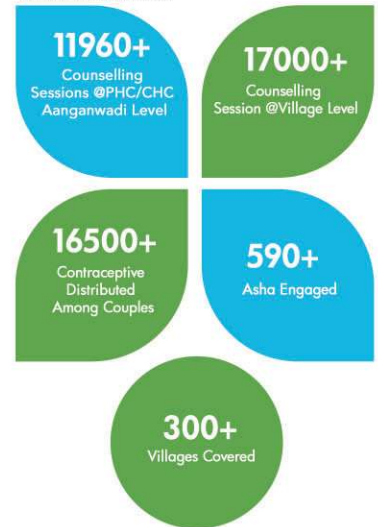 11960+
Counselling
Sessions @PHC/CHC
Aanganwadi Level
17000+
Counselling
Session @Village Level
16500+
Contraceptive
Distributed
Among Couples
590+
Asha Engaged
300+
Villages Covered